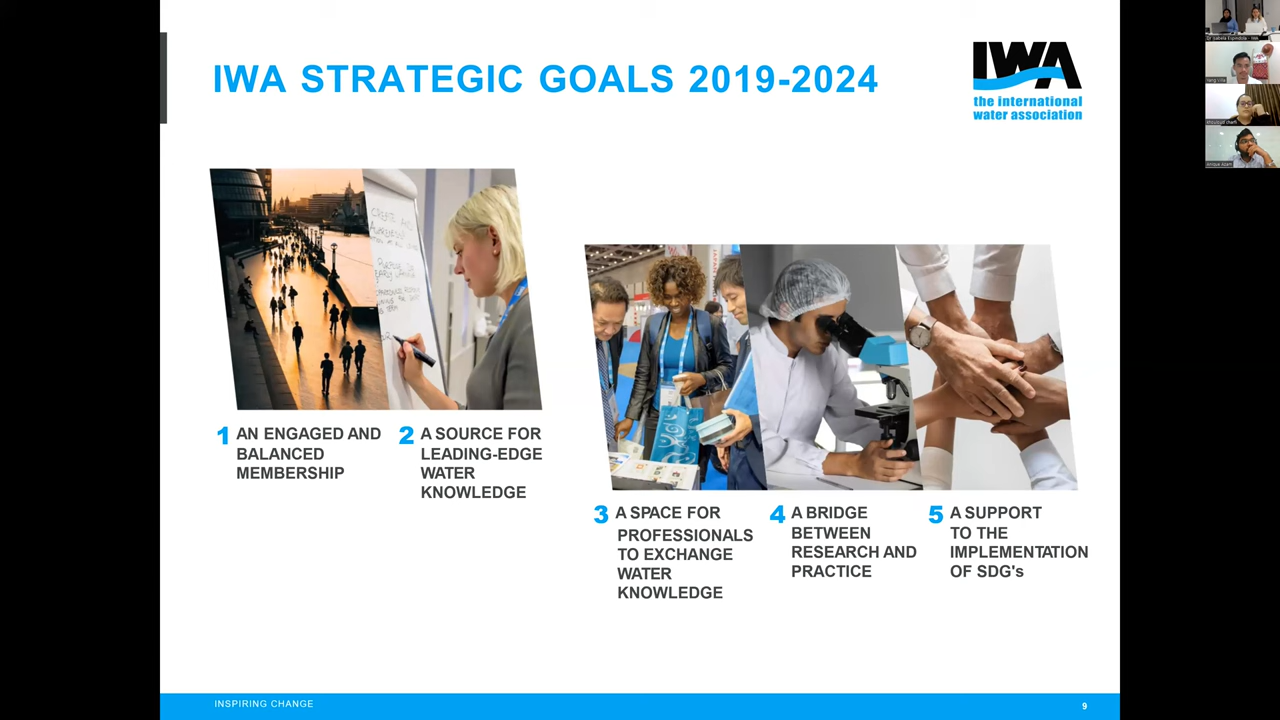 IWA STRATEGIC GOALS 2019-2024
IWA
the international
water association
1 AN ENGAGED AND
BALANCED
MEMBERSHIP
2 A SOURCE FOR
LEADING-EDGE
WATER
KNOWLEDGE
3 A SPACE FOR
PROFESSIONALS
TO EXCHANGE
WATER
KNOWLEDGE
4 A BRIDGE
BETWEEN
RESEARCH AND
PRACTICE
5 A SUPPORT
TO THE
IMPLEMENTATION
OF SDG's
INSPIRING CHANGE
9